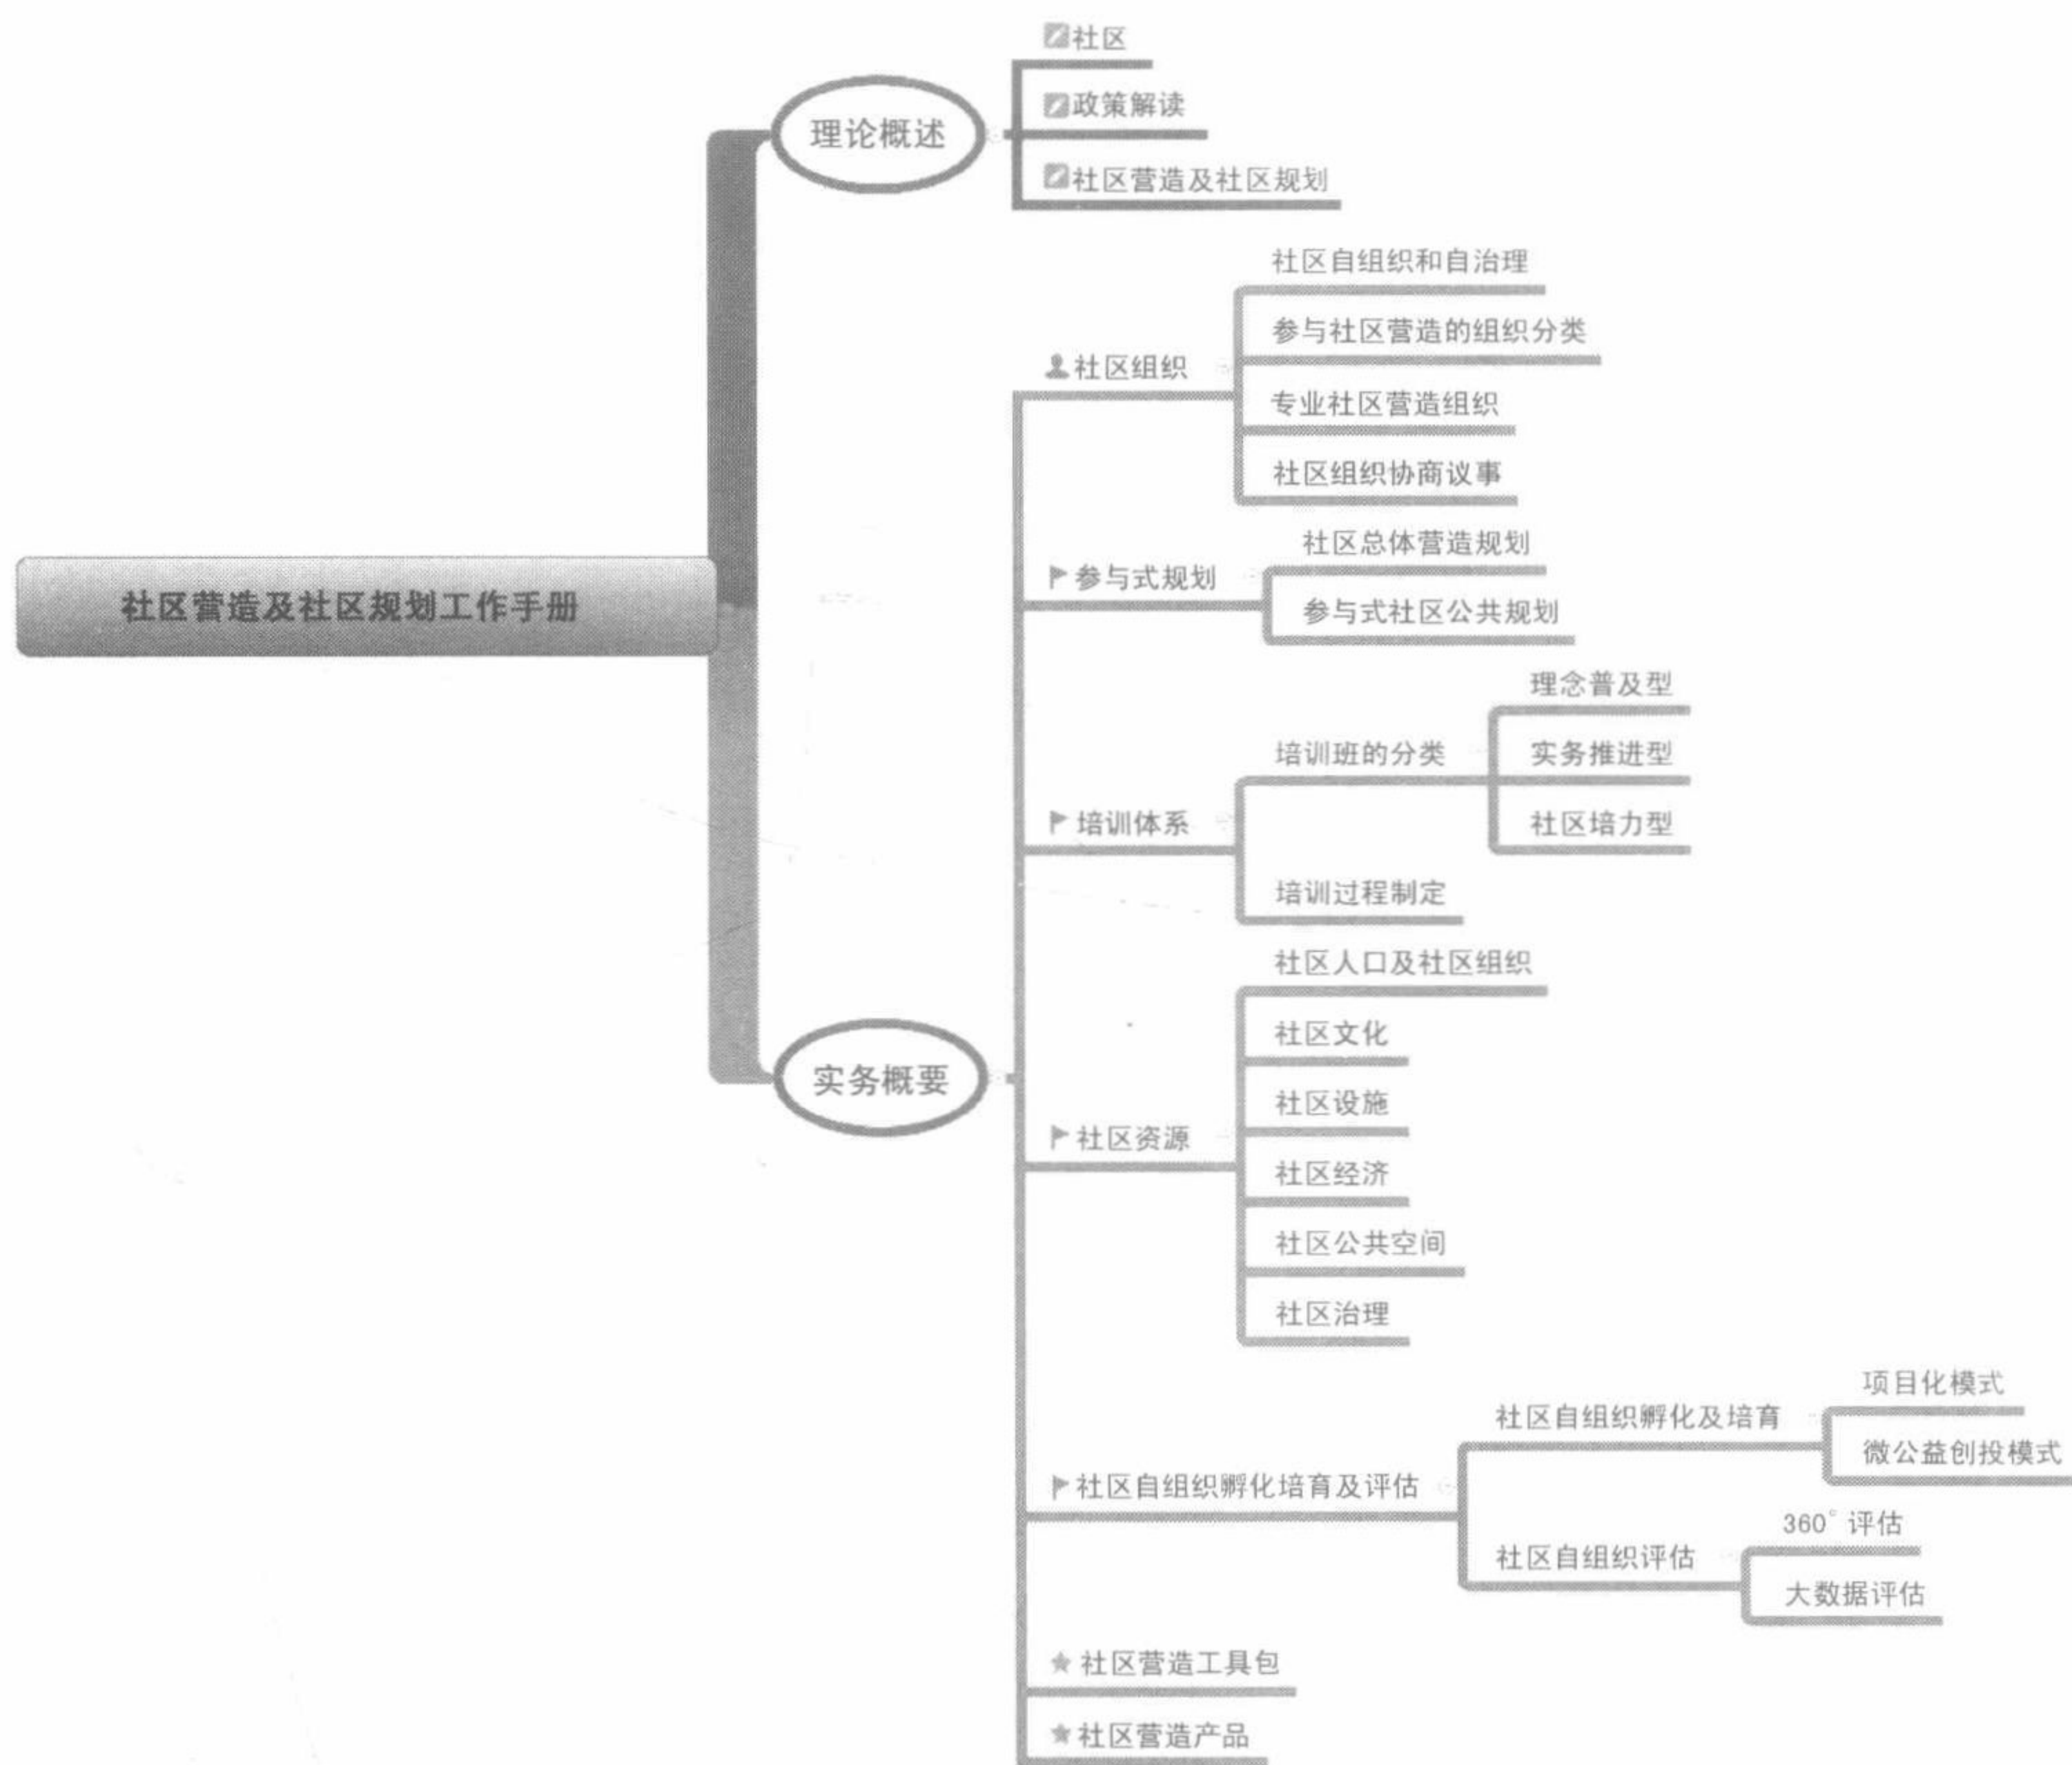 社区营造及社区规划工作手册
理论概述
社区
政策解读
社区营造及社区规划
实务概要
社区组织
社区自组织和自治理
参与社区营造的组织分类
专业社区营造组织
社区组织协商议事
参与式规划
社区总体营造规划
参与式社区公共规划
培训体系
培训班的分类
理念普及型
实务推进型
社区培力型
培训过程制定
社区资源
社区人口及社区组织
社区文化
社区设施
社区经济
社区公共空间
社区治理
社区自组织孵化培育及评估
社区自组织孵化及培育
项目化模式
微公益创投模式
社区自组织评估
360° 评估
大数据评估
社区营造工具包
社区营造产品